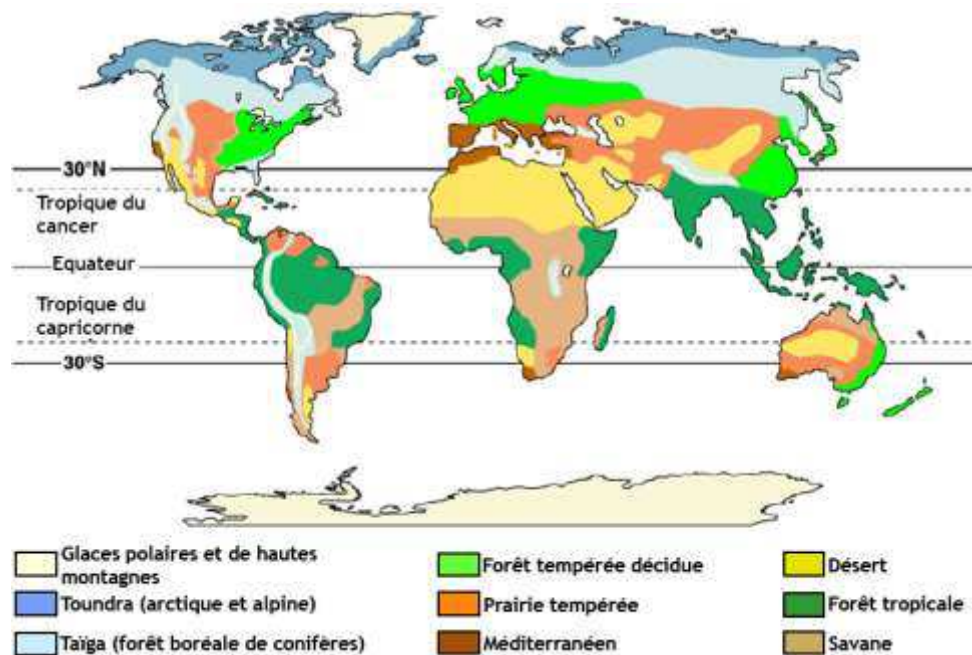 30°N
Tropique du
cancer
Equateur
Tropique du
capricorne
30°S
Glaces polaires et de hautes
montagnes
Toundra (arctique et alpine)
Taïga (forêt boréale de conifères)
Forêt tempérée décidue
Prairie tempérée
Méditerranéen
Désert
Forêt tropicale
Savane